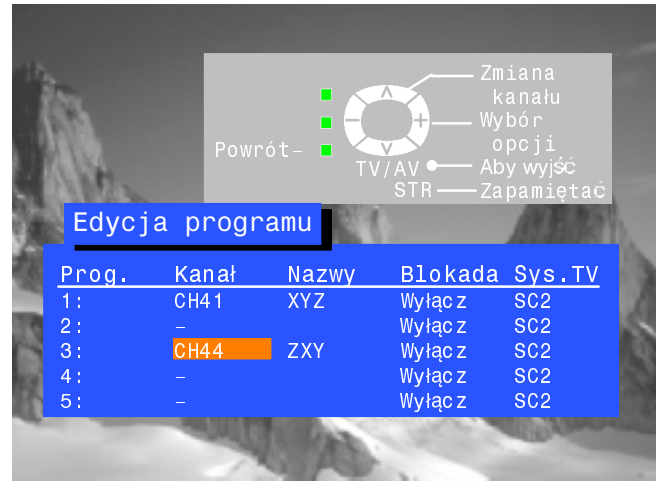 Zmiana
kanału
Wybór
opcji
Powrót–
TV/AV
Aby wyjść
STR
Zapamiętać
Edycja programu
Prog. Kanał Nazwy Blokada Sys.TV
1: CH41 XYZ Wyłącz SC2
2: – Wyłącz SC2
3: CH44 ZXY Wyłącz SC2
4: – Wyłącz SC2
5: – Wyłącz SC2